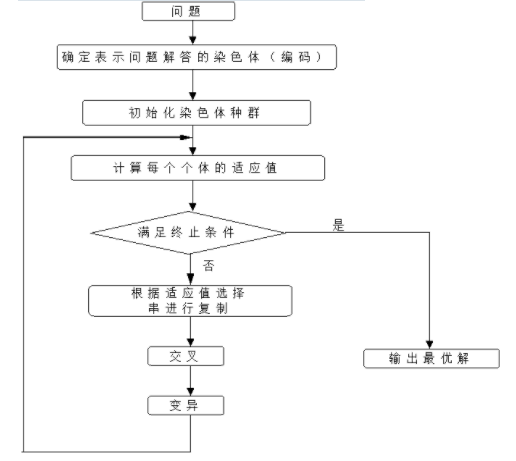 问题
确定表示问题解答的染色体（编码）
初始化染色体种群
计算每个个体的适应值
满足终止条件
是
否
根据适应值选择
串进行复制
交叉
输出最优解
变异